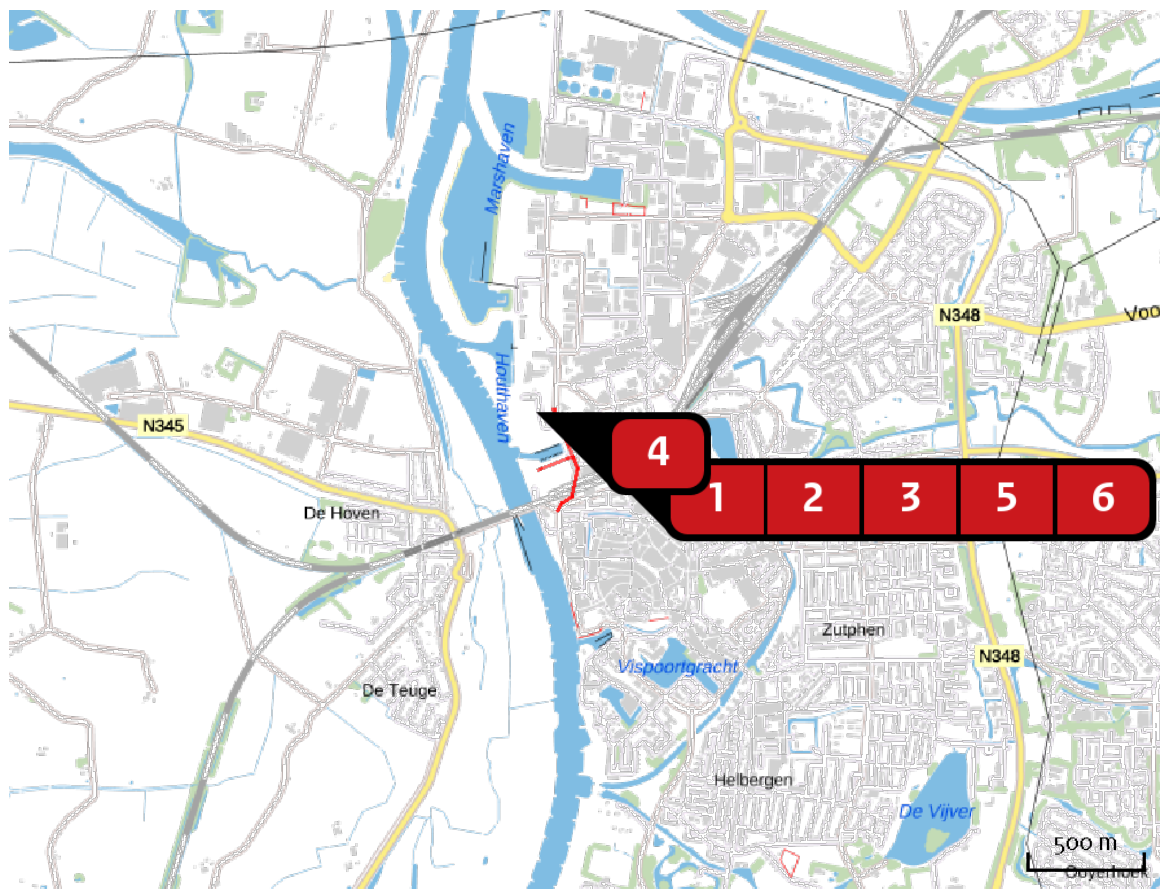 Marshaven
N348
Voo
Houthaven
N345
4
1 2 3 5 6
De Hoven
Zutphen
N348
Vispoortgracht
De Teuge
Helbergen
De Vijver
500 m
Ooyerhoek